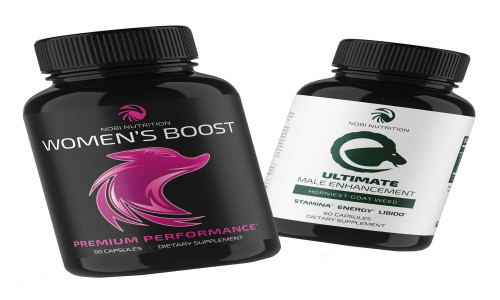 NOBI NUTRITION
WOMEN'S BOOST
PREMIUM PERFORMANCE*
60 CAPSULES | DIETARY SUPPLEMENT
NOBI NUTRITION
ULTIMATE
MALE ENHANCEMENT
HORNIEST GOAT WEED
STAMINA* ENERGY* LIBIDO*
60 CAPSULES
DIETARY SUPPLEMENT